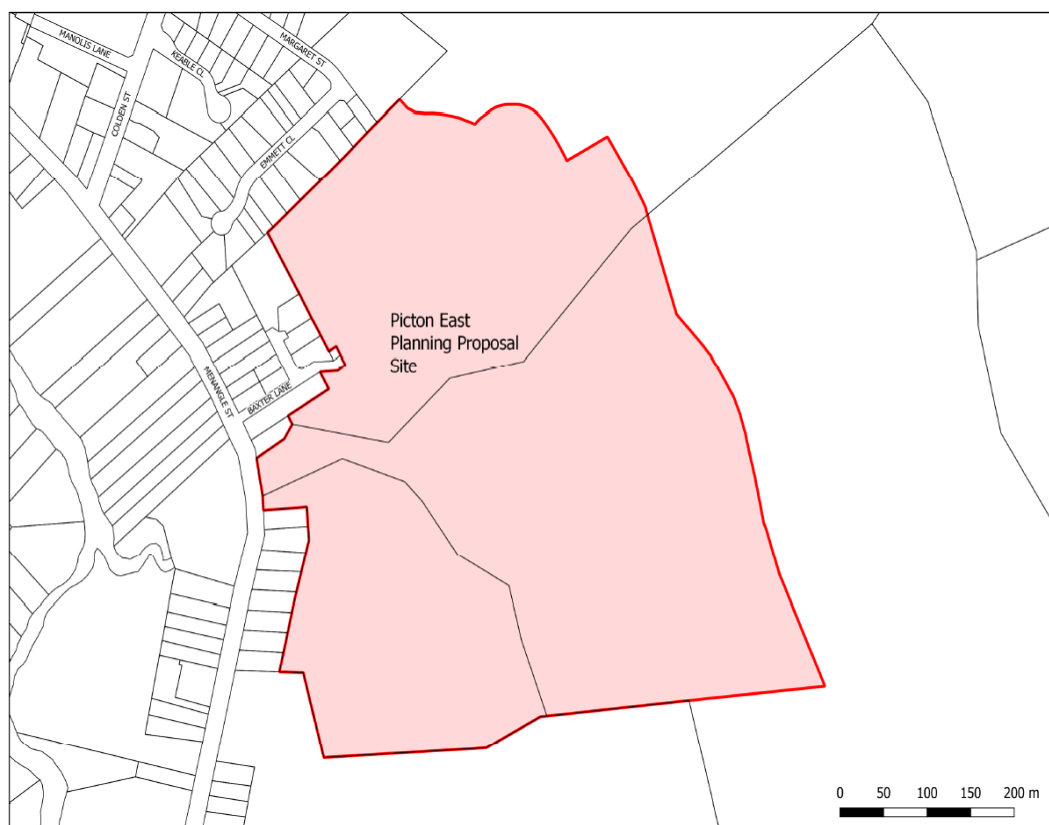 MANOLIS LANE
KEABLE CL
MARGARET ST
COLDEN ST
EMMETT CL
Picton East
Planning Proposal
Site
MENANGLE ST
BAXTER LANE
0 50 100 150 200 m